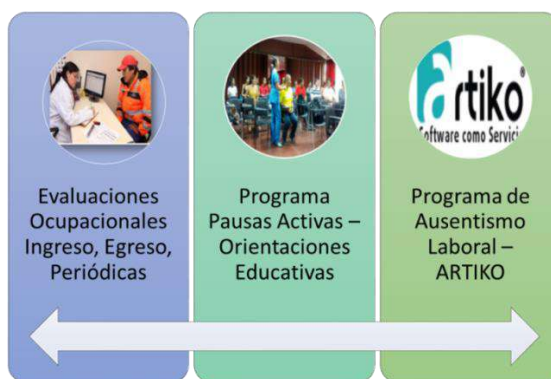 Evaluaciones
Ocupacionales
Ingreso, Egreso,
Periódicas
Programa
Pausas Activas –
Orientaciones
Educativas
artiko®
Software como Servici
Programa de
Ausentismo
Laboral –
ARTIKO